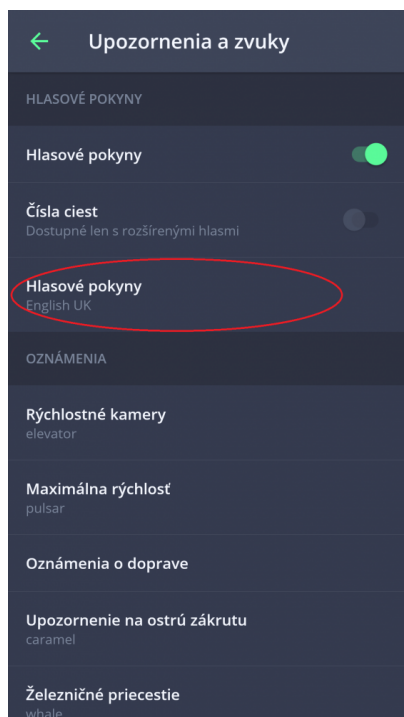 Upozornenia a zvuky
HLASOVÉ POKYNY
Hlasové pokyny
Čísla ciest
Dostupné len s rozšírenými hlasmi
Hlasové pokyny
English UK
OZNÁMENIA
Rýchlostné kamery
elevator
Maximálna rýchlosť
pulsar
Oznámenia o doprave
Upozornenie na ostrú zákrutu
caramel
Železničné priecestie
whale